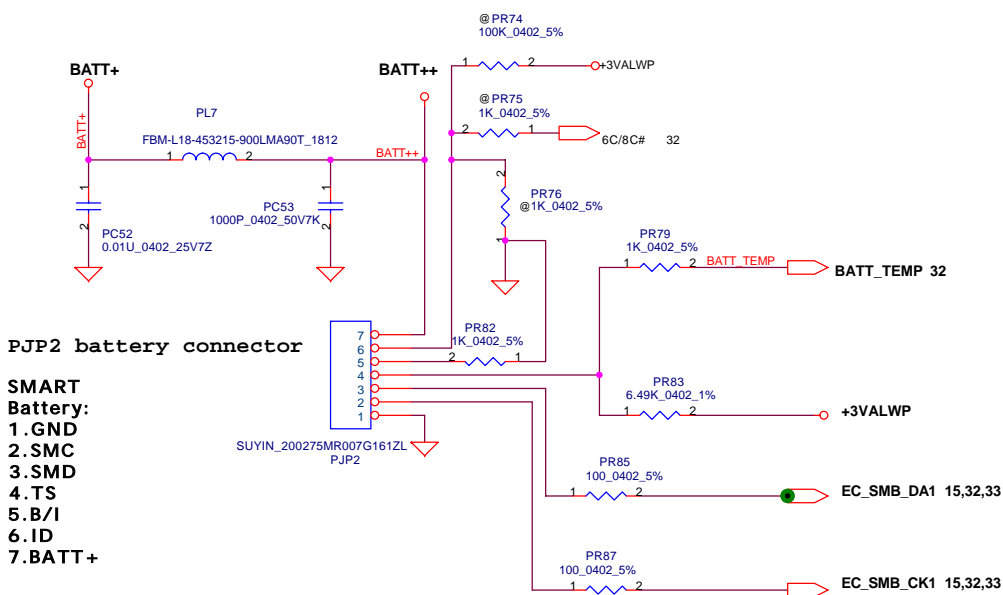 @ PR74
100K_0402_5%
1 2 +3VALWP
BATT+
BATT++
@ PR75
1K_0402_5%
2 1 6C/8C# 32
PL7
FBM-L18-453215-900LMA90T_1812
BATT+
1 2 BATT++
1
2
PC52
0.01U_0402_25V7Z
1
2
PC53
1000P_0402_50V7K
2
1
PR76
@ 1K_0402_5%
PR79
1K_0402_5%
1 2 BATT_TEMP
BATT_TEMP 32
PJP2 battery connector
SMART
Battery:
1.GND
2.SMC
3.SMD
4.TS
5.B/I
6.ID
7.BATT+
7
6
5
4
3
2
1
SUYIN_200275MR007G161ZL
PJP2
PR82
1K_0402_5%
2 1
PR83
6.49K_0402_1%
1 2 +3VALWP
PR85
100_0402_5%
1 2 EC_SMB_DA1 15,32,33
PR87
100_0402_5%
1 2 EC_SMB_CK1 15,32,33